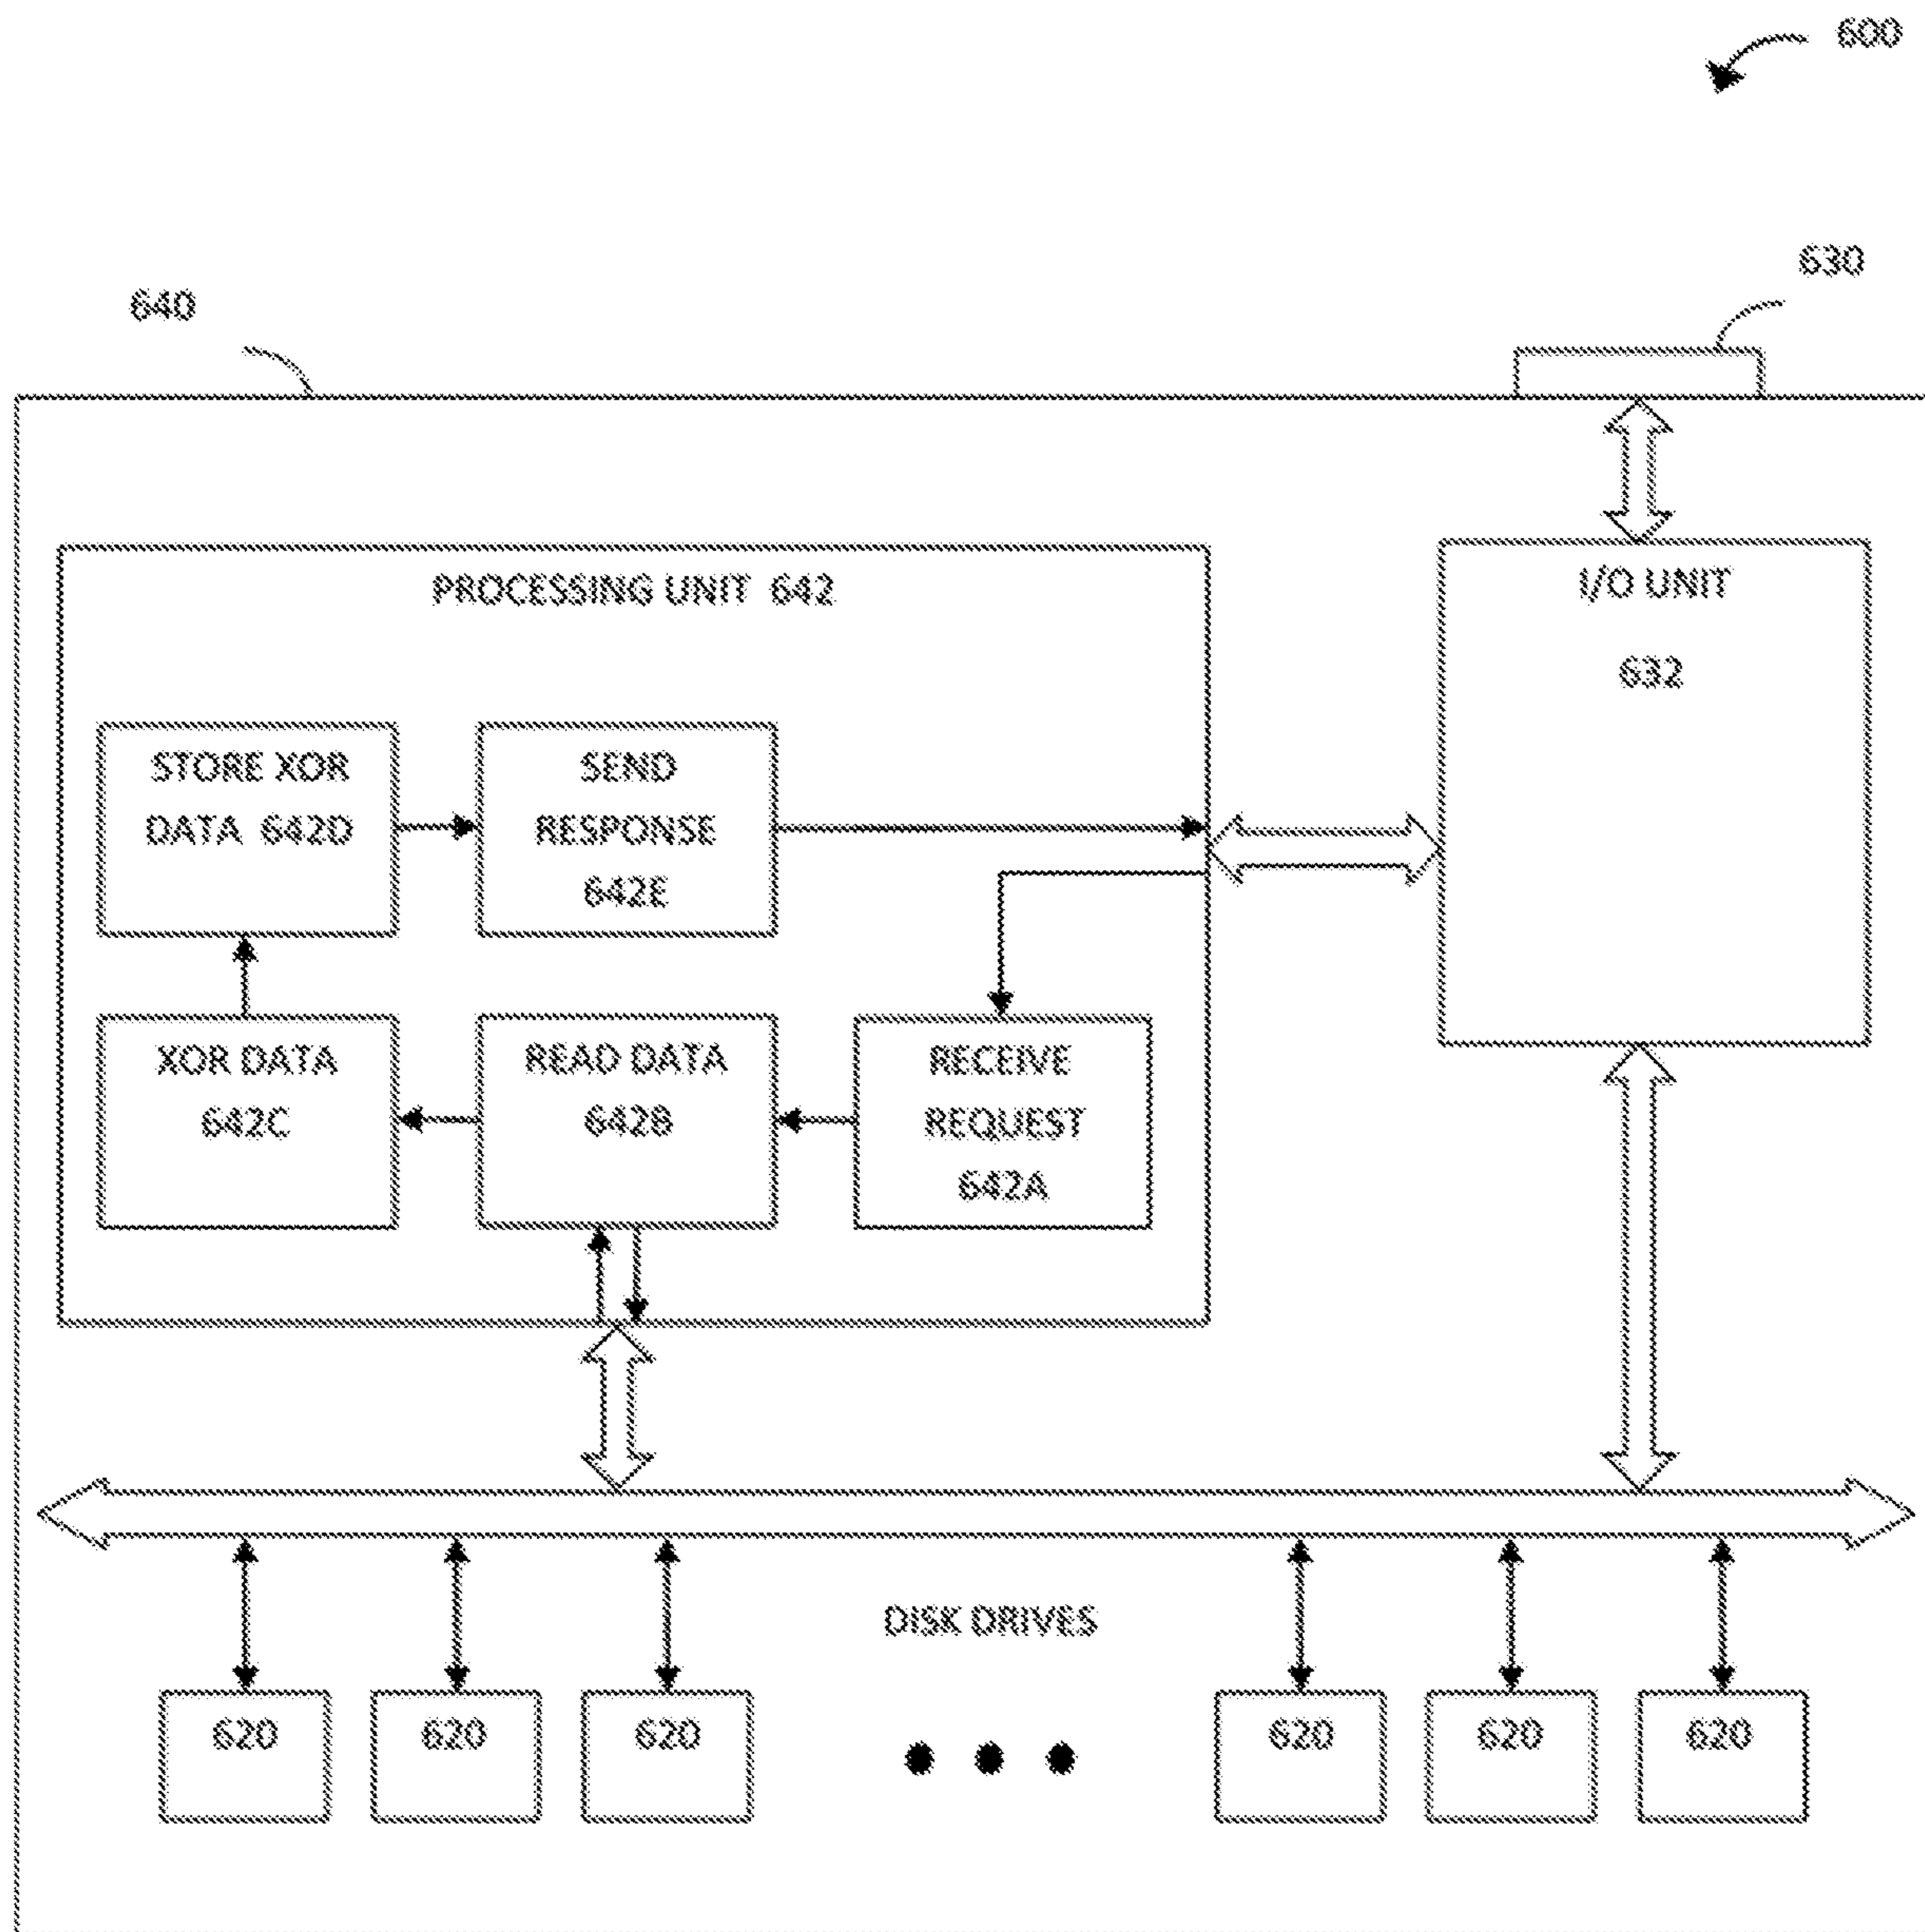 600
630
640
PROCESSING UNIT 642
I/O UNIT
632
STORE XOR
DATA 642D
SEND
RESPONSE
642E
XOR DATA
642C
READ DATA
642B
RECEIVE
REQUEST
642A
DISK DRIVES
620
620
620
620
620
620